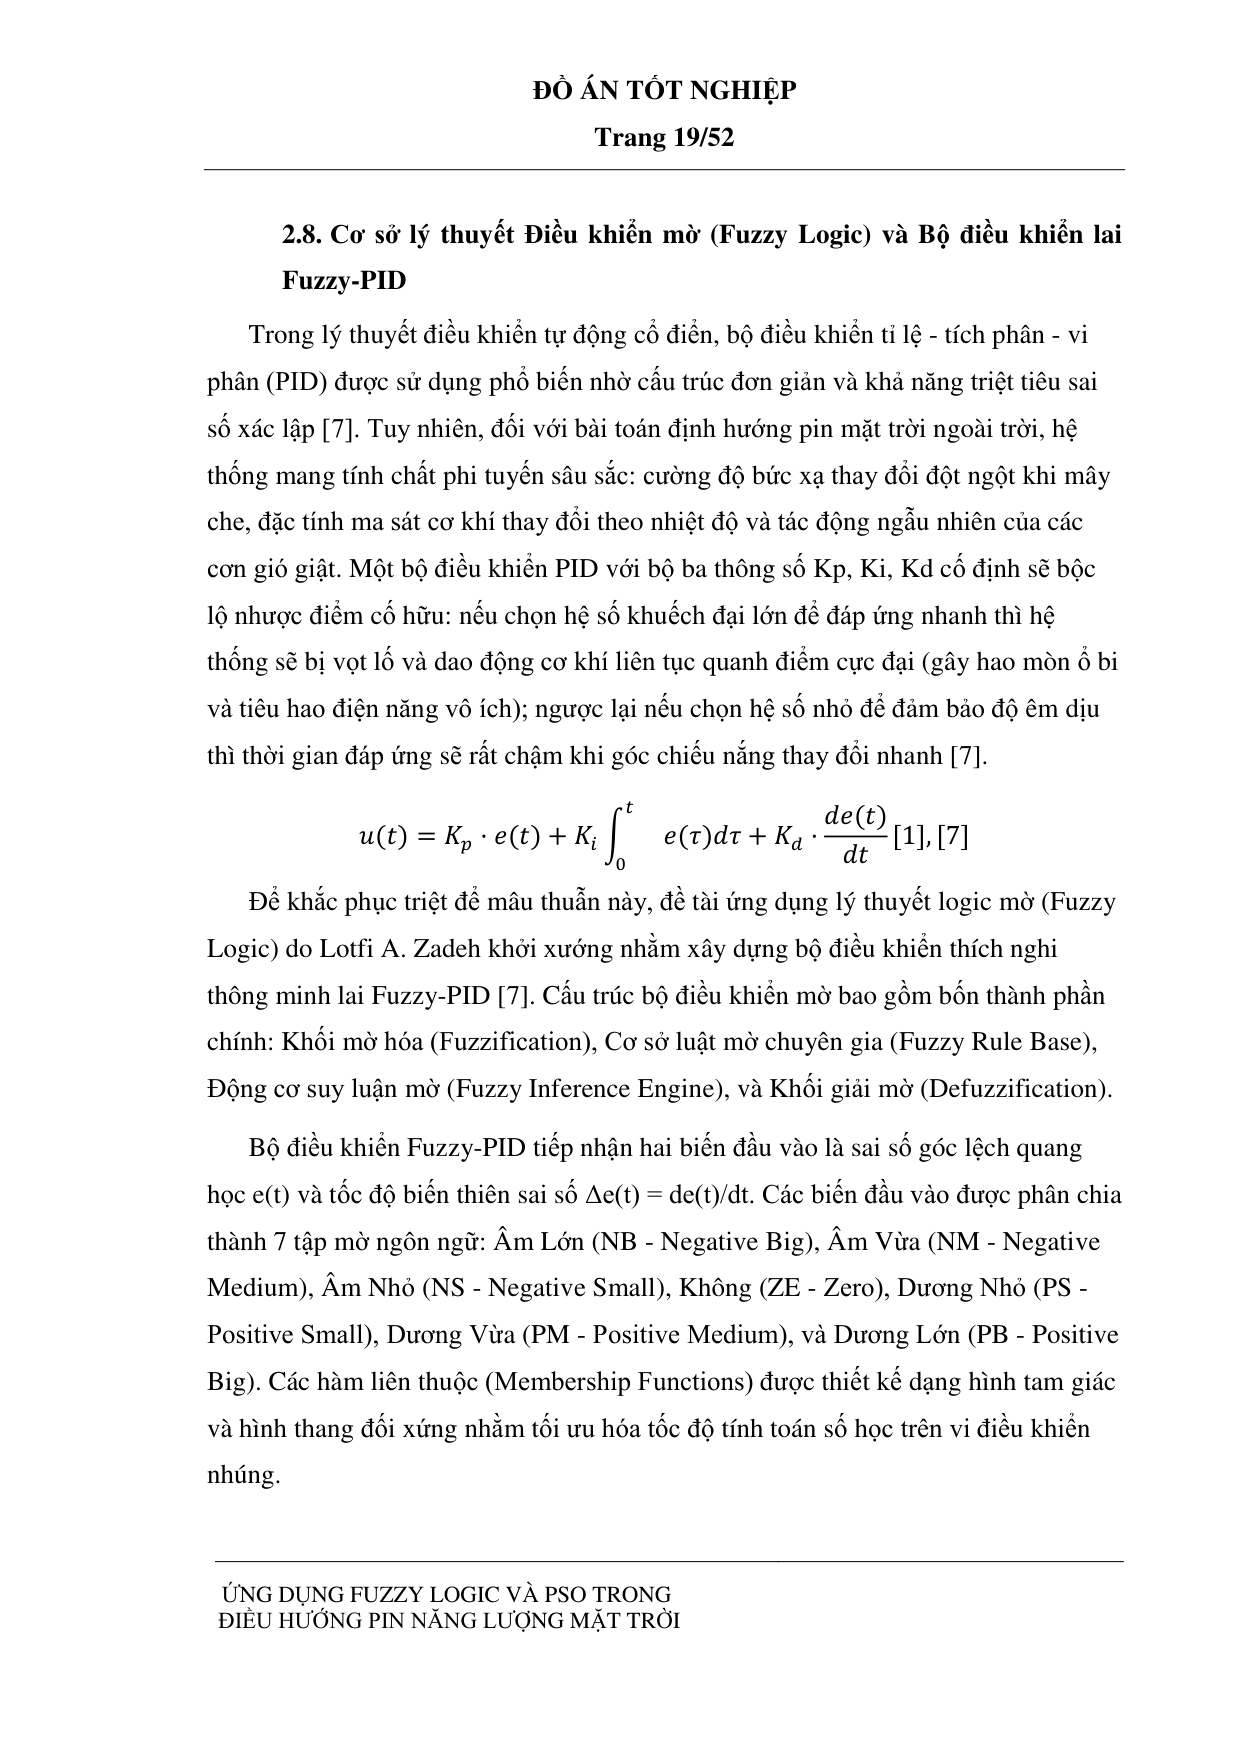 ĐỒ ÁN TỐT NGHIỆP
Trang 19/52
2.8. Cơ sở lý thuyết Điều khiển mờ (Fuzzy Logic) và Bộ điều khiển lai
Fuzzy-PID
Trong lý thuyết điều khiển tự động cổ điển, bộ điều khiển tỉ lệ - tích phân - vi
phân (PID) được sử dụng phổ biến nhờ cấu trúc đơn giản và khả năng triệt tiêu sai
số xác lập [7]. Tuy nhiên, đối với bài toán định hướng pin mặt trời ngoài trời, hệ
thống mang tính chất phi tuyến sâu sắc: cường độ bức xạ thay đổi đột ngột khi mây
che, đặc tính ma sát cơ khí thay đổi theo nhiệt độ và tác động ngẫu nhiên của các
cơn gió giật. Một bộ điều khiển PID với bộ ba thông số Kp, Ki, Kd cố định sẽ bộc
lộ nhược điểm cố hữu: nếu chọn hệ số khuếch đại lớn để đáp ứng nhanh thì hệ
thống sẽ bị vọt lố và dao động cơ khí liên tục quanh điểm cực đại (gây hao mòn ổ bi
và tiêu hao điện năng vô ích); ngược lại nếu chọn hệ số nhỏ để đảm bảo độ êm dịu
thì thời gian đáp ứng sẽ rất chậm khi góc chiếu nắng thay đổi nhanh [7].
u(t) = K_p · e(t) + K_i ∫_0^t e(τ)dτ + K_d · de(t)/dt [1], [7]
Để khắc phục triệt để mâu thuẫn này, đề tài ứng dụng lý thuyết logic mờ (Fuzzy
Logic) do Lotfi A. Zadeh khởi xướng nhằm xây dựng bộ điều khiển thích nghi
thông minh lai Fuzzy-PID [7]. Cấu trúc bộ điều khiển mờ bao gồm bốn thành phần
chính: Khối mờ hóa (Fuzzification), Cơ sở luật mờ chuyên gia (Fuzzy Rule Base),
Động cơ suy luận mờ (Fuzzy Inference Engine), và Khối giải mờ (Defuzzification).
Bộ điều khiển Fuzzy-PID tiếp nhận hai biến đầu vào là sai số góc lệch quang
học e(t) và tốc độ biến thiên sai số Δe(t) = de(t)/dt. Các biến đầu vào được phân chia
thành 7 tập mờ ngôn ngữ: Âm Lớn (NB - Negative Big), Âm Vừa (NM - Negative
Medium), Âm Nhỏ (NS - Negative Small), Không (ZE - Zero), Dương Nhỏ (PS -
Positive Small), Dương Vừa (PM - Positive Medium), và Dương Lớn (PB - Positive
Big). Các hàm liên thuộc (Membership Functions) được thiết kế dạng hình tam giác
và hình thang đối xứng nhằm tối ưu hóa tốc độ tính toán số học trên vi điều khiển
nhúng.
ỨNG DỤNG FUZZY LOGIC VÀ PSO TRONG
ĐIỀU HƯỚNG PIN NĂNG LƯỢNG MẶT TRỜI